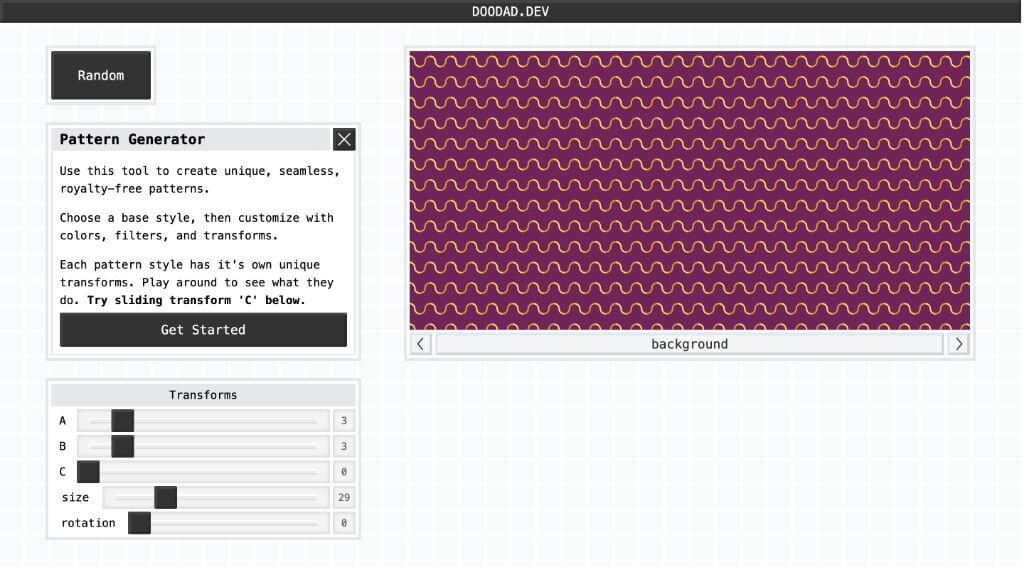 DOODAD.DEV
Random
Pattern Generator
Use this tool to create unique, seamless,
royalty-free patterns.
Choose a base style, then customize with
colors, filters, and transforms.
Each pattern style has it's own unique
transforms. Play around to see what they
do. Try sliding transform 'C' below.
Get Started
background
Transforms
A 3
B 3
C 0
size 29
rotation 0